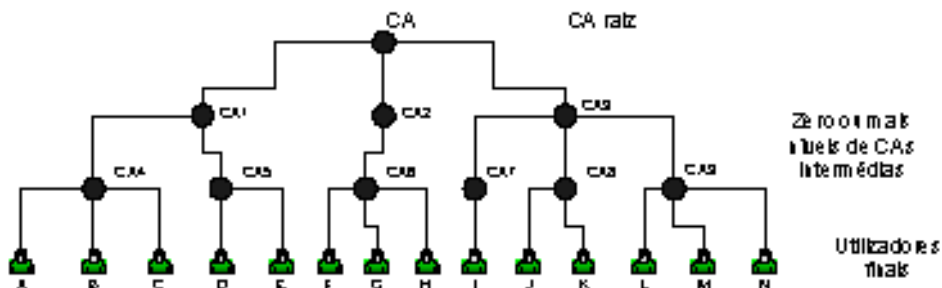 CA
CA raiz
CA1
CA2
CA3
Zero ou mais
níveis de CAs
intermédias
CA4
CA5
CA6
CA7
CA8
CA9
Utilizadores
finais
A B C D E F G H I J K L M N